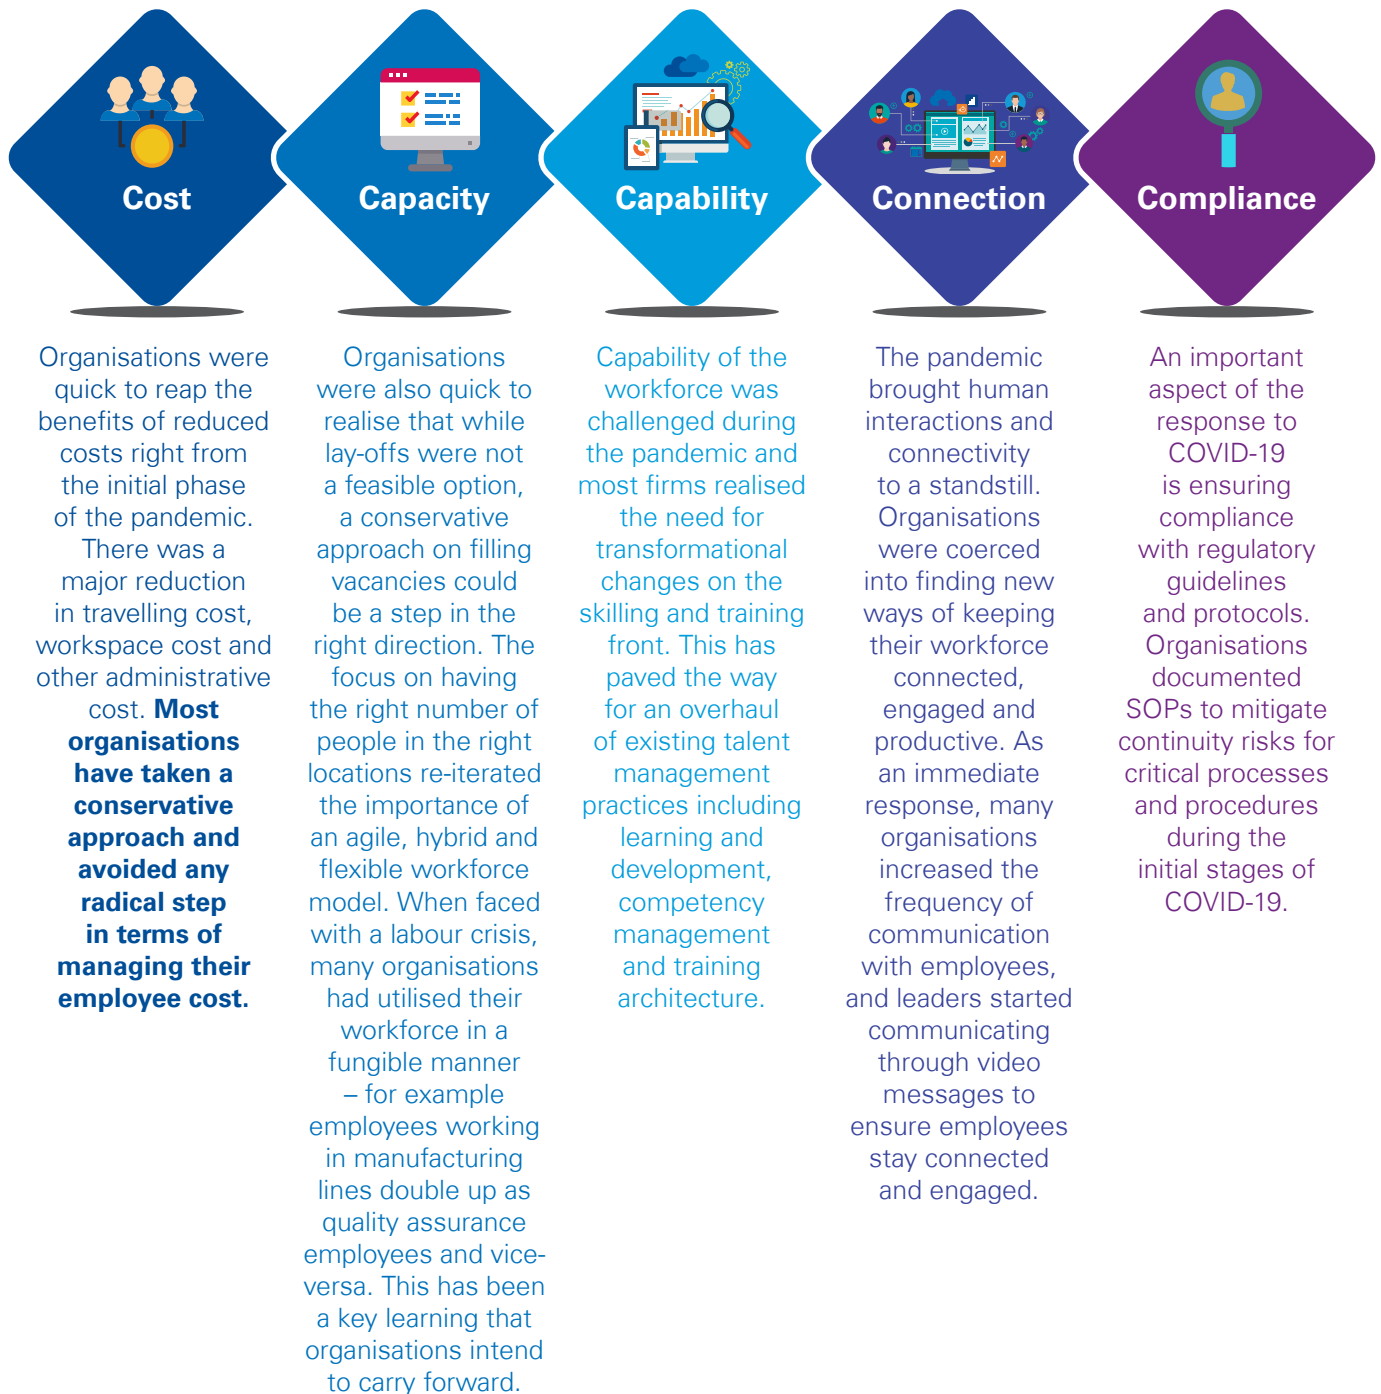 Cost
Organisations were
quick to reap the
benefits of reduced
costs right from
the initial phase
of the pandemic.
There was a
major reduction
in travelling cost,
workspace cost and
other administrative
cost. Most
organisations
have taken a
conservative
approach and
avoided any
radical step
in terms of
managing their
employee cost.
Capacity
Organisations
were also quick to
realise that while
lay-offs were not
a feasible option,
a conservative
approach on filling
vacancies could
be a step in the
right direction. The
focus on having
the right number of
people in the right
locations re-iterated
the importance of
an agile, hybrid and
flexible workforce
model. When faced
with a labour crisis,
many organisations
had utilised their
workforce in a
fungible manner
– for example
employees working
in manufacturing
lines double up as
quality assurance
employees and vice-
versa. This has been
a key learning that
organisations intend
to carry forward.
Capability
Capability of the
workforce was
challenged during
the pandemic and
most firms realised
the need for
transformational
changes on the
skilling and training
front. This has
paved the way
for an overhaul
of existing talent
management
practices including
learning and
development,
competency
management
and training
architecture.
Connection
The pandemic
brought human
interactions and
connectivity
to a standstill.
Organisations
were coerced
into finding new
ways of keeping
their workforce
connected,
engaged and
productive. As
an immediate
response, many
organisations
increased the
frequency of
communication
with employees,
and leaders started
communicating
through video
messages to
ensure employees
stay connected
and engaged.
Compliance
An important
aspect of the
response to
COVID-19
is ensuring
compliance
with regulatory
guidelines
and protocols.
Organisations
documented
SOPs to mitigate
continuity risks for
critical processes
and procedures
during the
initial stages of
COVID-19.